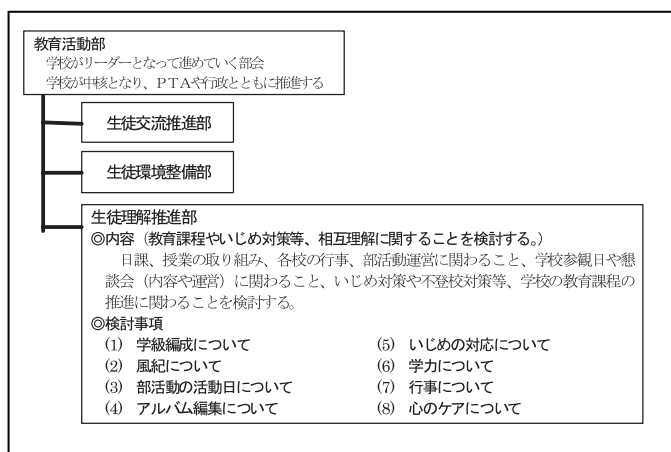 教育活動部
学校がリーダーとなって進めていく部会
学校が中核となり、ＰＴＡや行政とともに推進する
生徒交流推進部
生徒環境整備部
生徒理解推進部
◎内容（教育課程やいじめ対策等、相互理解に関することを検討する。）
日課、授業の取り組み、各校の行事、部活動運営に関わること、学校参観日や懇
談会（内容や運営）に関わること、いじめ対策や不登校対策等、学校の教育課程の
推進に関わることを検討する。
◎検討事項
(1) 学級編成について
(2) 風紀について
(3) 部活動の活動日について
(4) アルバム編集について
(5) いじめの対応について
(6) 学力について
(7) 行事について
(8) 心のケアについて